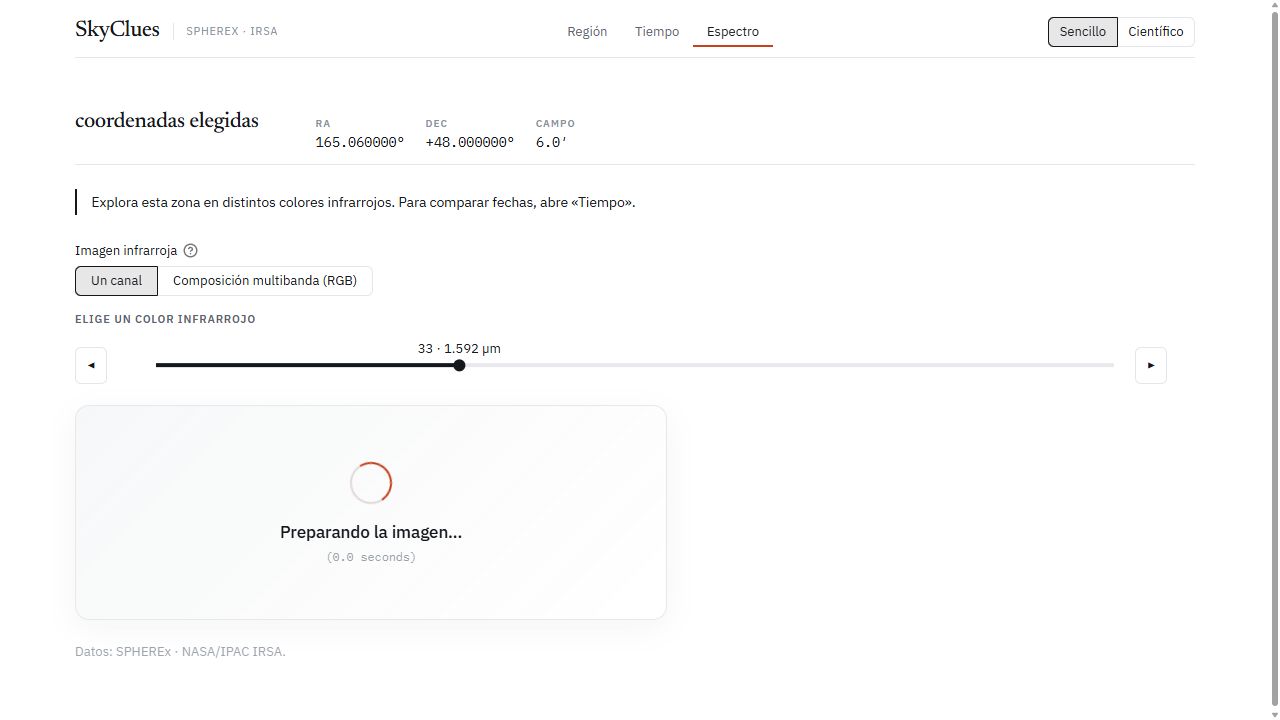 SkyClues SPHEREX · IRSA Región Tiempo Espectro Sencillo Científico
coordenadas elegidas RA DEC CAMPO
165.060000° +48.000000° 6.0′
Explora esta zona en distintos colores infrarrojos. Para comparar fechas, abre «Tiempo».
Imagen infrarroja ?
Un canal Composición multibanda (RGB)
ELIGE UN COLOR INFRARROJO
33 · 1.592 µm
◄ ►
Preparando la imagen...
(0.0 seconds)
Datos: SPHEREx · NASA/IPAC IRSA.